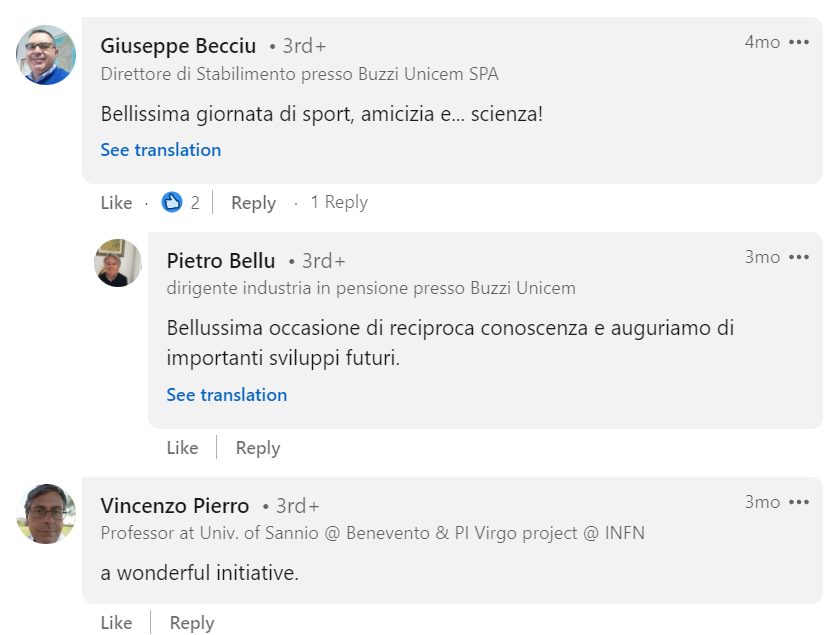 Giuseppe Becciu • 3rd+
4mo •••
Direttore di Stabilimento presso Buzzi Unicem SPA
Bellissima giornata di sport, amicizia e... scienza!
See translation
Like · 2 | Reply · 1 Reply
Pietro Bellu • 3rd+
3mo •••
dirigente industria in pensione presso Buzzi Unicem
Bellussima occasione di reciproca conoscenza e auguriamo di
importanti sviluppi futuri.
See translation
Like | Reply
Vincenzo Pierro • 3rd+
3mo •••
Professor at Univ. of Sannio @ Benevento & PI Virgo project @ INFN
a wonderful initiative.
Like | Reply